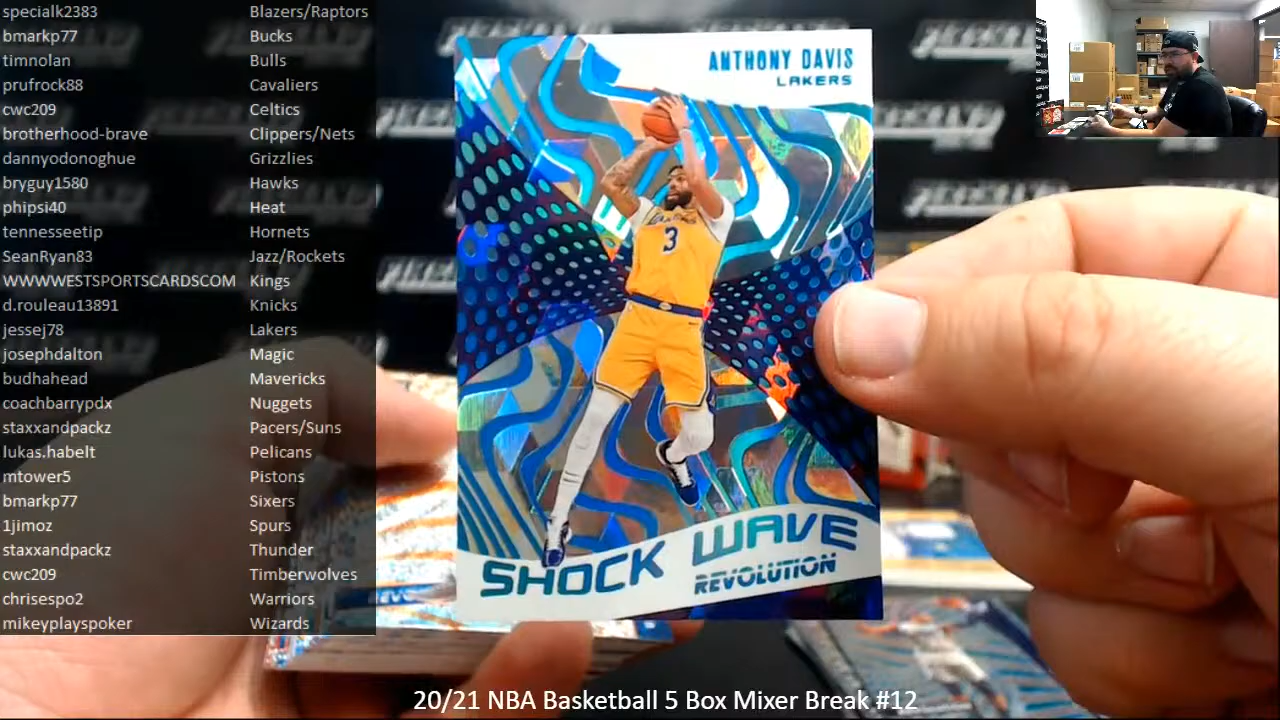 specialk2383 Blazers/Raptors
bmarkp77 Bucks
timnolan Bulls
prufrock88 Cavaliers
cwc209 Celtics
brotherhood-brave Clippers/Nets
dannyodonoghue Grizzlies
bryguy1580 Hawks
phipsi40 Heat
tennesseetip Hornets
SeanRyan83 Jazz/Rockets
WWWWESTSPORTSCARDSCOM Kings
d.rouleau13891 Knicks
jessej78 Lakers
josephdalton Magic
budhahead Mavericks
coachbarrypdx Nuggets
staxxandpackz Pacers/Suns
lukas.habelt Pelicans
mtower5 Pistons
bmarkp77 Sixers
1jimoz Spurs
staxxandpackz Thunder
cwc209 Timberwolves
chrisespo2 Warriors
mikeyplayspoker Wizards
ANTHONY DAVIS
LAKERS
3
SHOCK WAVE
REVOLUTION
20/21 NBA Basketball 5 Box Mixer Break #12